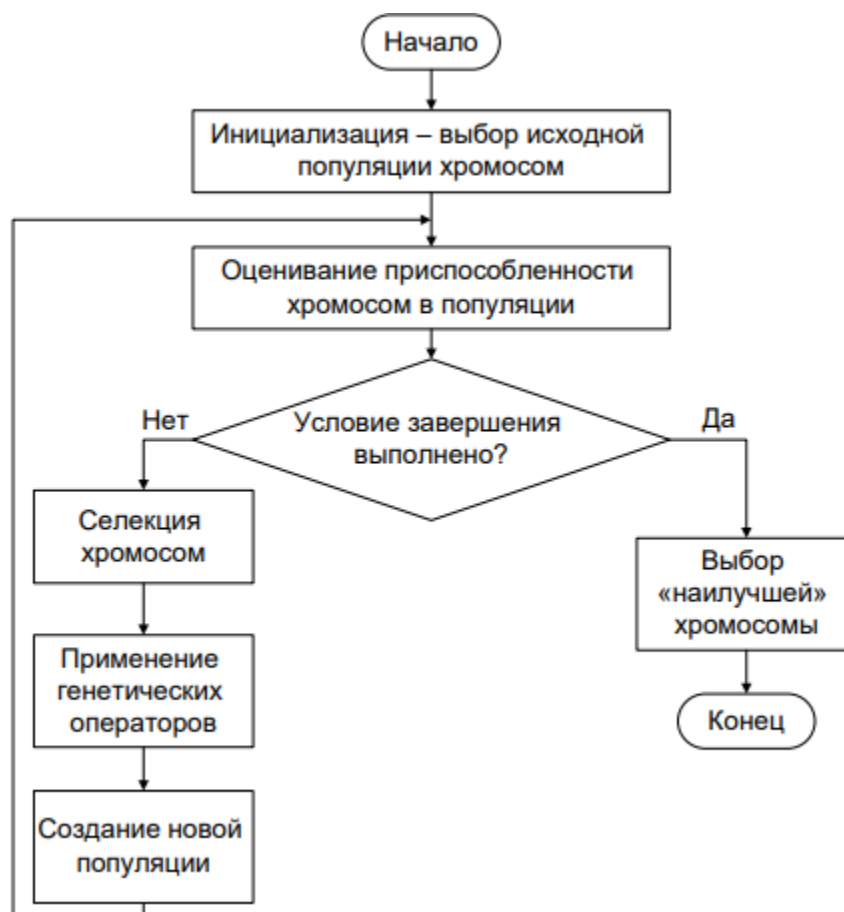 Начало
Инициализация – выбор исходной
популяции хромосом
Оценивание приспособленности
хромосом в популяции
Условие завершения
выполнено?
Нет
Да
Селекция
хромосом
Применение
генетических
операторов
Создание новой
популяции
Выбор
«наилучшей»
хромосомы
Конец